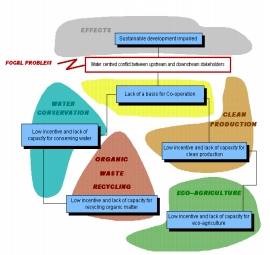 EFFECTS
Sustainable development impaired
FOCAL PROBLEM
Water centred conflict between upstream and downstream stakeholders
Lack of a basis for Co-operation
WATER
CONSERVATION
CLEAN
PRODUCTION
Low incentive and lack of
capacity for conserving water
Low incentive and lack of capacity for
clean production
ORGANIC
WASTE
RECYCLING
ECO-AGRICULTURE
Low incentive and lack of capacity for
recycling organic matter
Low incentive and lack of capacity for
eco-agriculture